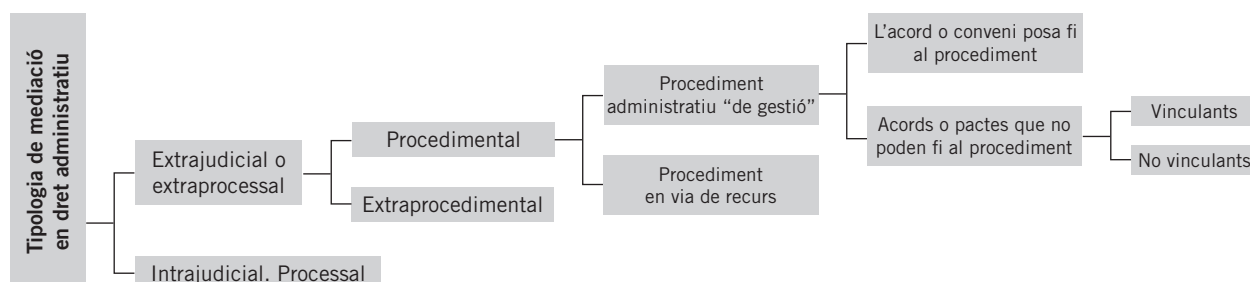 Tipologia de mediació
en dret administratiu
Extrajudicial o
extraprocessal
Intrajudicial. Processal
Procedimental
Extraprocedimental
Procediment
administratiu “de gestió”
Procediment
en via de recurs
L’acord o conveni posa fi
al procediment
Acords o pactes que no
poden fi al procediment
Vinculants
No vinculants